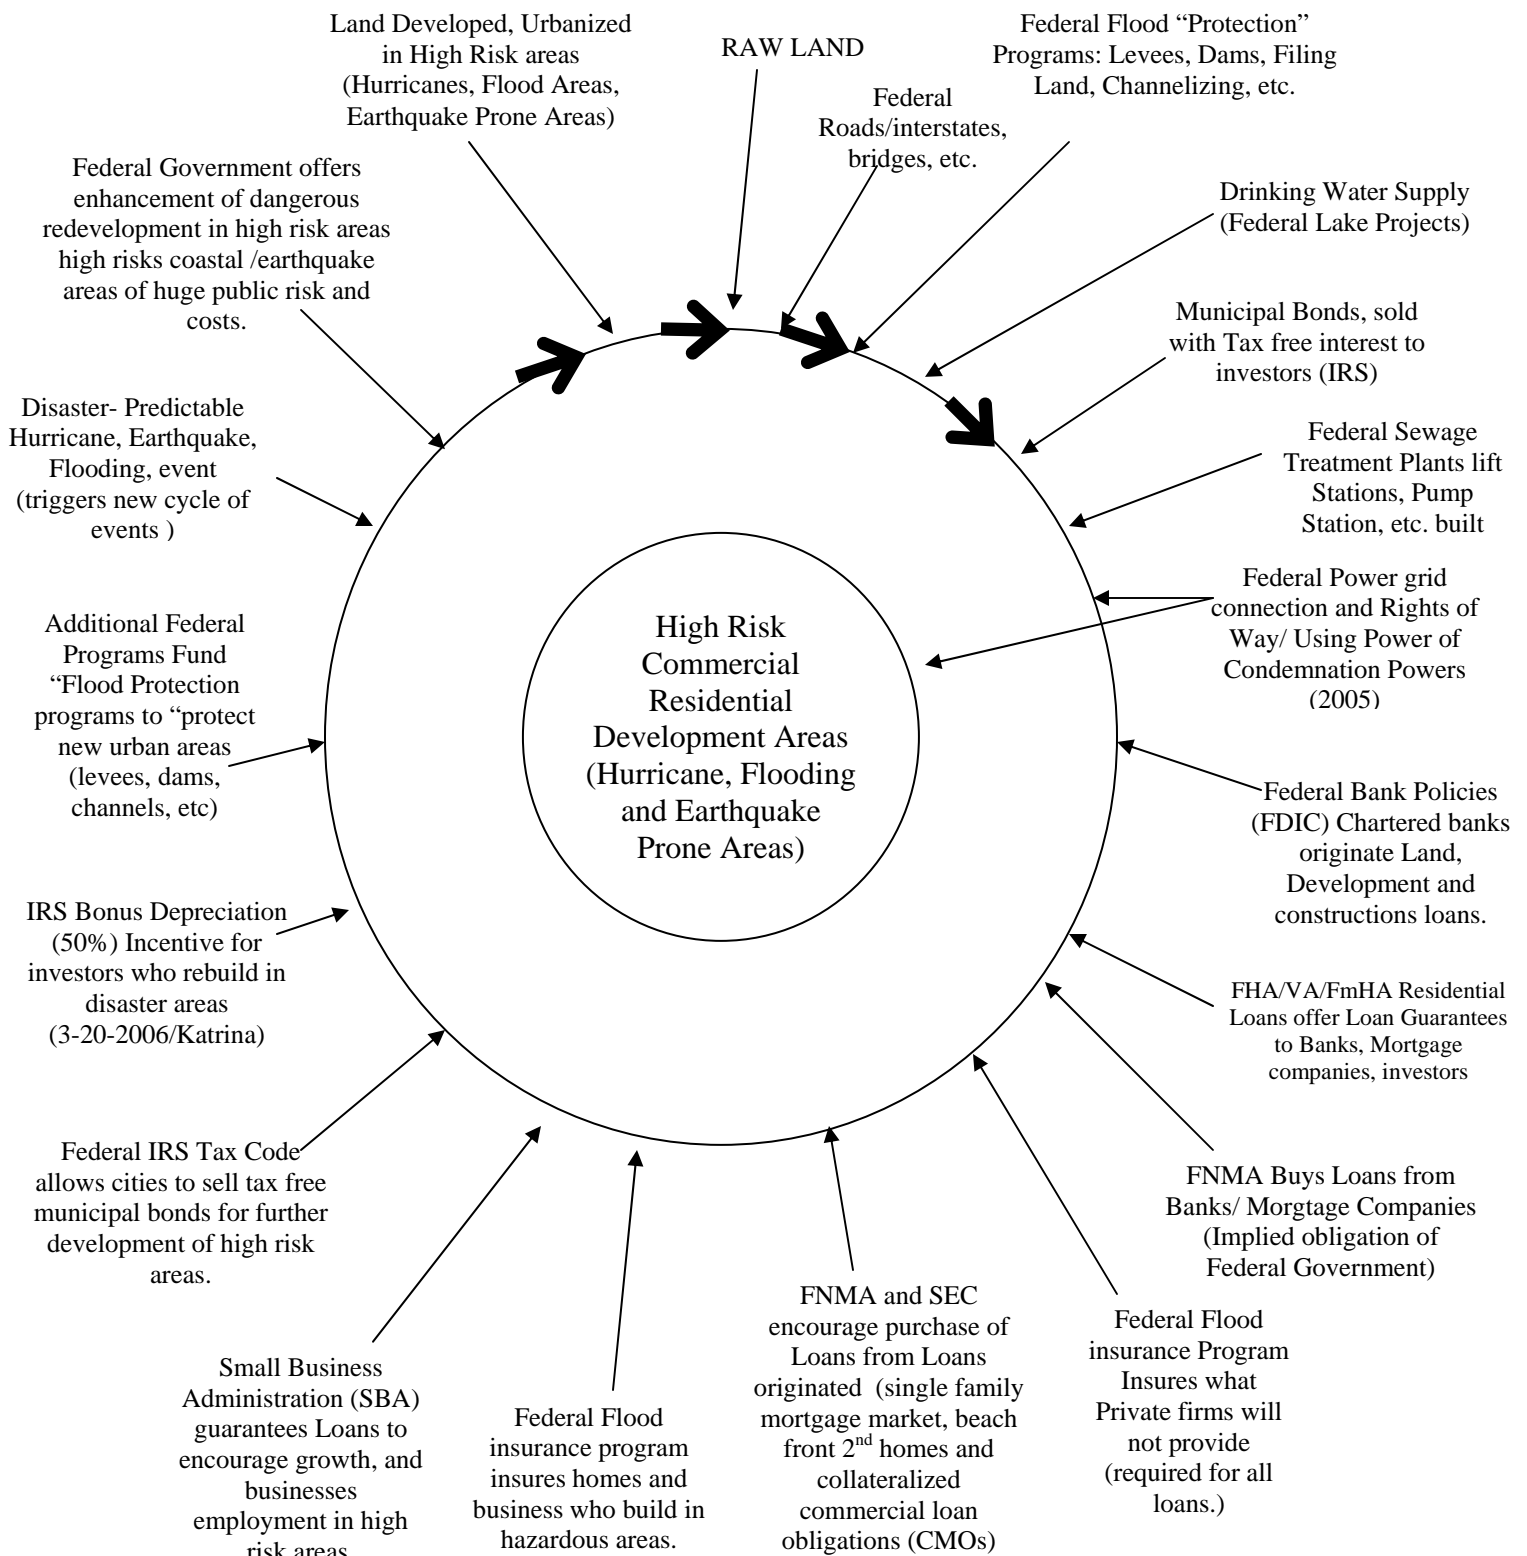 RAW LAND
Federal
Roads/interstates,
bridges, etc.
Federal Flood “Protection”
Programs: Levees, Dams, Filing
Land, Channelizing, etc.
Drinking Water Supply
(Federal Lake Projects)
Municipal Bonds, sold
with Tax free interest to
investors (IRS)
Federal Sewage
Treatment Plants lift
Stations, Pump
Station, etc. built
Federal Power grid
connection and Rights of
Way/ Using Power of
Condemnation Powers
(2005)
Federal Bank Policies
(FDIC) Chartered banks
originate Land,
Development and
constructions loans.
FHA/VA/FmHA Residential
Loans offer Loan Guarantees
to Banks, Mortgage
companies, investors
FNMA Buys Loans from
Banks/ Morgtage Companies
(Implied obligation of
Federal Government)
Federal Flood
insurance Program
Insures what
Private firms will
not provide
(required for all
loans.)
FNMA and SEC
encourage purchase of
Loans from Loans
originated (single family
mortgage market, beach
front 2nd homes and
collateralized
commercial loan
obligations (CMOs)
Federal Flood
insurance program
insures homes and
business who build in
hazardous areas.
Small Business
Administration (SBA)
guarantees Loans to
encourage growth, and
businesses
employment in high
risk areas
Federal IRS Tax Code
allows cities to sell tax free
municipal bonds for further
development of high risk
areas.
IRS Bonus Depreciation
(50%) Incentive for
investors who rebuild in
disaster areas
(3-20-2006/Katrina)
Additional Federal
Programs Fund
“Flood Protection
programs to “protect
new urban areas
(levees, dams,
channels, etc)
Disaster- Predictable
Hurricane, Earthquake,
Flooding, event
(triggers new cycle of
events )
Federal Government offers
enhancement of dangerous
redevelopment in high risk areas
high risks coastal /earthquake
areas of huge public risk and
costs.
Land Developed, Urbanized
in High Risk areas
(Hurricanes, Flood Areas,
Earthquake Prone Areas)
High Risk
Commercial
Residential
Development Areas
(Hurricane, Flooding
and Earthquake
Prone Areas)